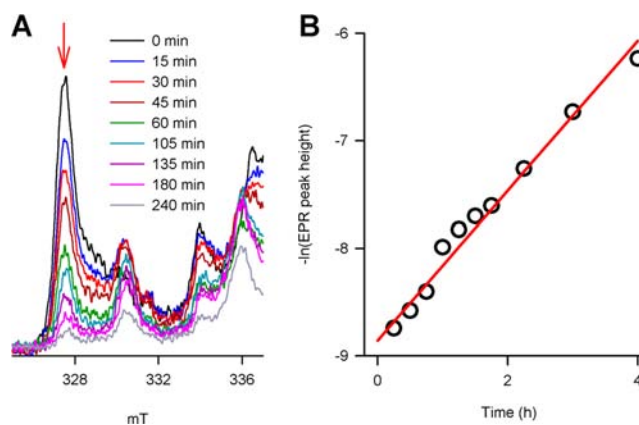 A
0 min
15 min
30 min
45 min
60 min
105 min
135 min
180 min
240 min
328 332 336
mT
B
-ln(EPR peak height)
-6
-7
-8
-9
0 2 4
Time (h)